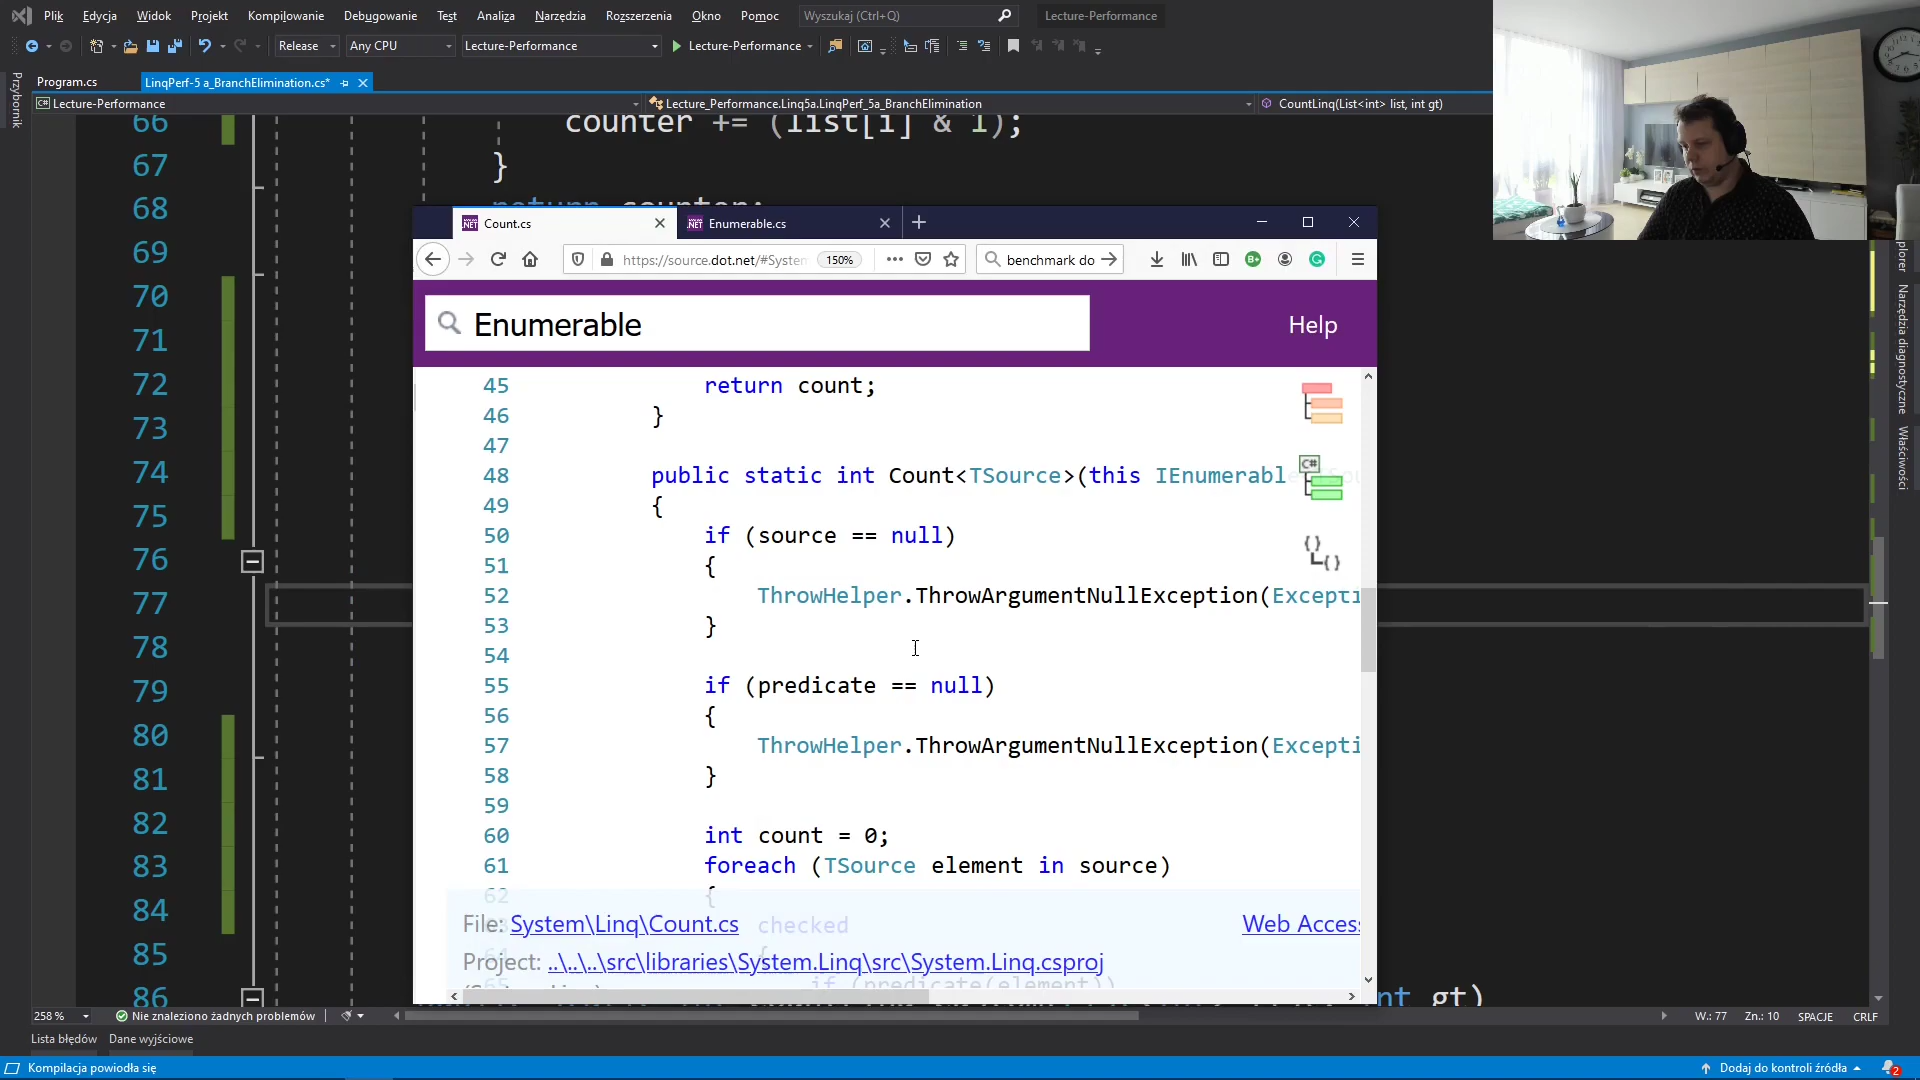 Plik Edycja Widok Projekt Kompilowanie Debugowanie Test Analiza Narzędzia Rozszerzenia Okno Pomoc Wyszukaj (Ctrl+Q) Lecture-Performance
Release Any CPU Lecture-Performance Lecture-Performance
Przybornik
Program.cs LinqPerf-5 a_BranchElimination.cs*
Lecture-Performance Lecture_Performance.Linq5a.LinqPerf_5a_BranchElimination CountLinq(List<int> list, int gt)
66 counter += (list[i] & 1);
67 }
68 return counter;
69
70
71
72
73
74
75
76
77
78
79
80
81
82
83
84
85
86 int gt)
Count.cs Enumerable.cs
https://source.dot.net/#System 150% benchmark do
Enumerable Help
45 return count;
46 }
47
48 public static int Count<TSource>(this IEnumerable
49 {
50 if (source == null)
51 {
52 ThrowHelper.ThrowArgumentNullException(Excepti
53 }
54
55 if (predicate == null)
56 {
57 ThrowHelper.ThrowArgumentNullException(Excepti
58 }
59
60 int count = 0;
61 foreach (TSource element in source)
62 {
checked
{
65 if (predicate(element))
File: System\Linq\Count.cs Web Access
Project: ..\..\..\src\libraries\System.Linq\src\System.Linq.csproj
plorer
Narzędzia diagnostyczne
Właściwości
258 % Nie znaleziono żadnych problemów W.: 77 Zn.: 10 SPACJE CRLF
Lista błędów Dane wyjściowe
Kompilacja powiodła się Dodaj do kontroli źródła 2